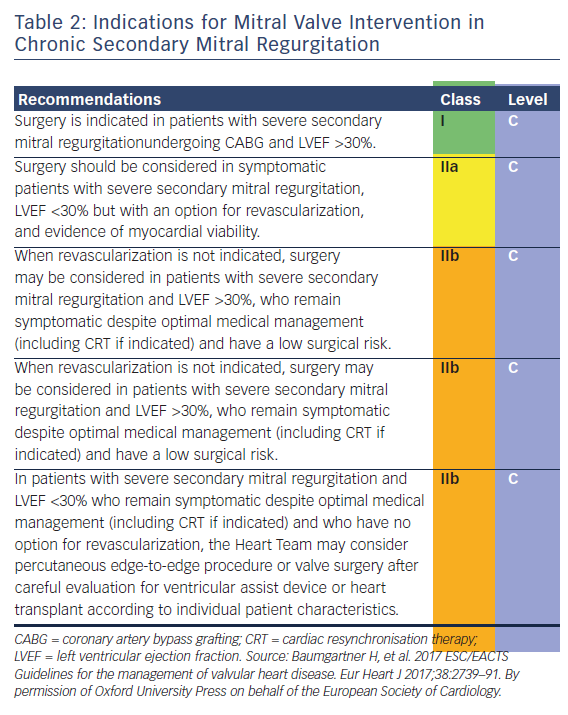 Table 2: Indications for Mitral Valve Intervention in
Chronic Secondary Mitral Regurgitation
Recommendations Class Level
Surgery is indicated in patients with severe secondary I C
mitral regurgitationundergoing CABG and LVEF >30%.
Surgery should be considered in symptomatic IIa C
patients with severe secondary mitral regurgitation,
LVEF <30% but with an option for revascularization,
and evidence of myocardial viability.
When revascularization is not indicated, surgery IIb C
may be considered in patients with severe secondary
mitral regurgitation and LVEF >30%, who remain
symptomatic despite optimal medical management
(including CRT if indicated) and have a low surgical risk.
When revascularization is not indicated, surgery may IIb C
be considered in patients with severe secondary mitral
regurgitation and LVEF >30%, who remain symptomatic
despite optimal medical management (including CRT if
indicated) and have a low surgical risk.
In patients with severe secondary mitral regurgitation and IIb C
LVEF <30% who remain symptomatic despite optimal medical
management (including CRT if indicated) and who have no
option for revascularization, the Heart Team may consider
percutaneous edge-to-edge procedure or valve surgery after
careful evaluation for ventricular assist device or heart
transplant according to individual patient characteristics.
CABG = coronary artery bypass grafting; CRT = cardiac resynchronisation therapy;
LVEF = left ventricular ejection fraction. Source: Baumgartner H, et al. 2017 ESC/EACTS
Guidelines for the management of valvular heart disease. Eur Heart J 2017;38:2739–91. By
permission of Oxford University Press on behalf of the European Society of Cardiology.